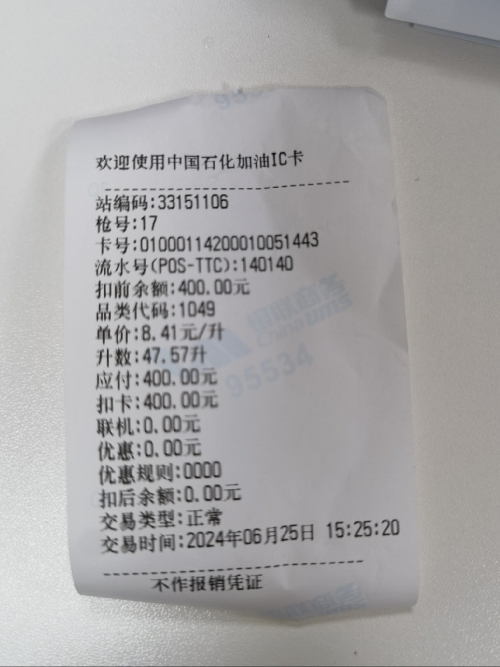 欢迎使用中国石化加油IC卡
站编码:33151106
枪号:17
卡号:01000114200010051443
流水号(POS-TTC):140140
扣前余额:400.00元
品类代码:1049
单价:8.41元/升
升数:47.57升
应付:400.00元
扣卡:400.00元
联机:0.00元
优惠:0.00元
优惠规则:0000
扣后余额:0.00元
交易类型:正常
交易时间:2024年06月25日 15:25:20
不作报销凭证
95534